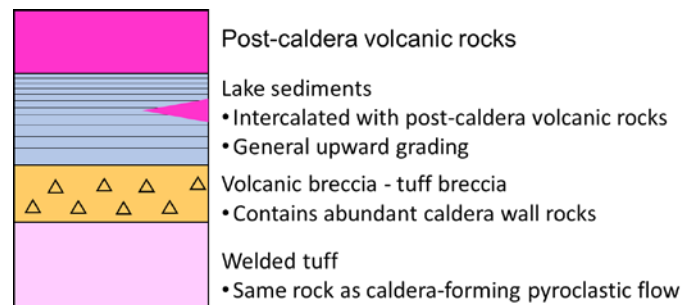 Post-caldera volcanic rocks
Lake sediments
•Intercalated with post-caldera volcanic rocks
•General upward grading
Volcanic breccia - tuff breccia
•Contains abundant caldera wall rocks
Welded tuff
•Same rock as caldera-forming pyroclastic flow